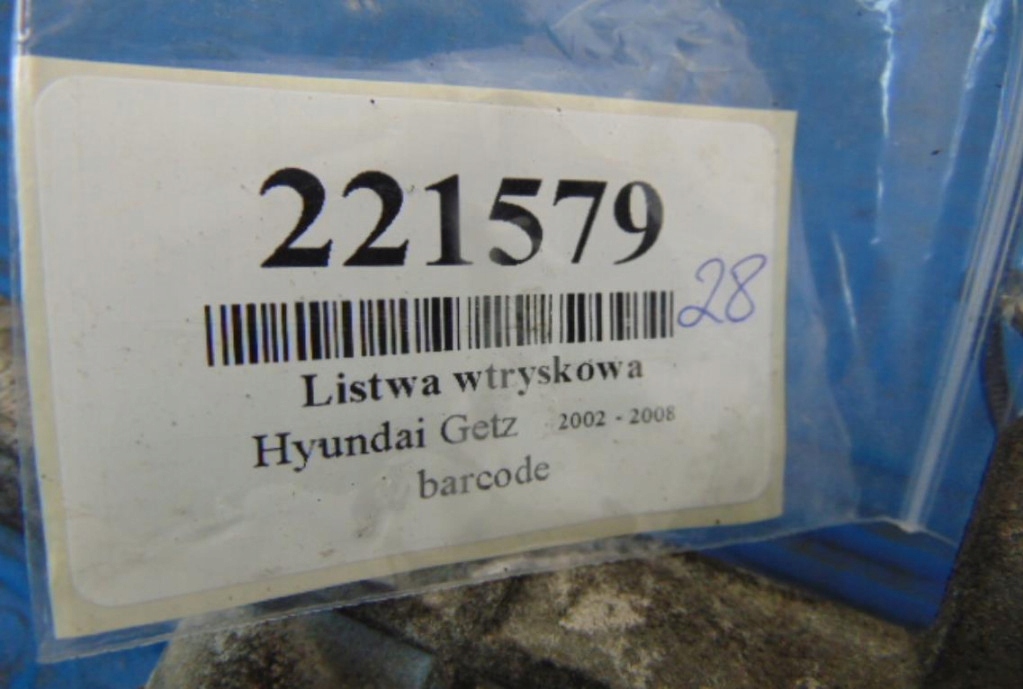 221579
28
Listwa wtryskowa
Hyundai Getz 2002 - 2008
barcode